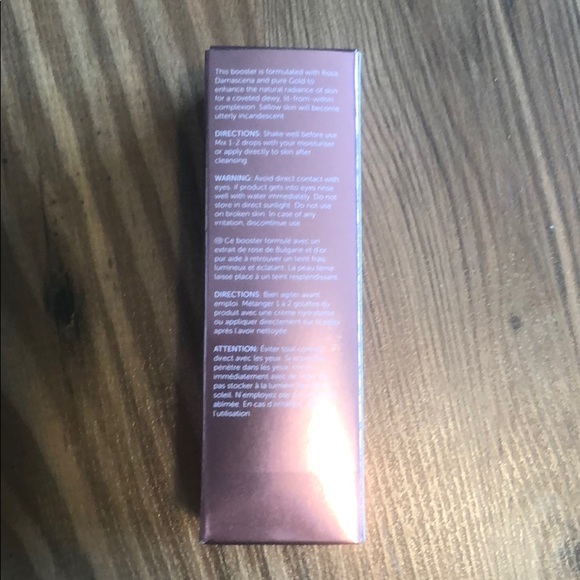 This booster is formulated with Rosa
Damascena and pure Gold to
enhance the natural radiance of skin
for a coveted dewy, lit-from-within
complexion. Sallow skin will become
utterly incandescent.
DIRECTIONS: Shake well before use.
Mix 1-2 drops with your moisturiser
or apply directly to skin after
cleansing.
WARNING: Avoid direct contact with
eyes, if product gets into eyes rinse
well with water immediately. Do not
store in direct sunlight. Do not use
on broken skin. In case of any
irritation, discontinue use.
Ce booster formulé avec un
extrait de rose de Bulgarie et d'or
pur aide à retrouver un teint frais,
lumineux et éclatant. La peau terne
laisse place à un teint resplendissant.
DIRECTIONS: Bien agiter avant
emploi. Mélanger 1 à 2 gouttes du
produit avec une crème hydratante
ou appliquer directement sur la peau
après l'avoir nettoyée.
ATTENTION: Éviter tout contact
direct avec les yeux. Si le produit
pénètre dans les yeux,
immédiatement avec de
pas stocker à la lumière
soleil. N'employez pas
abîmée. En cas d'irritation
l'utilisation.